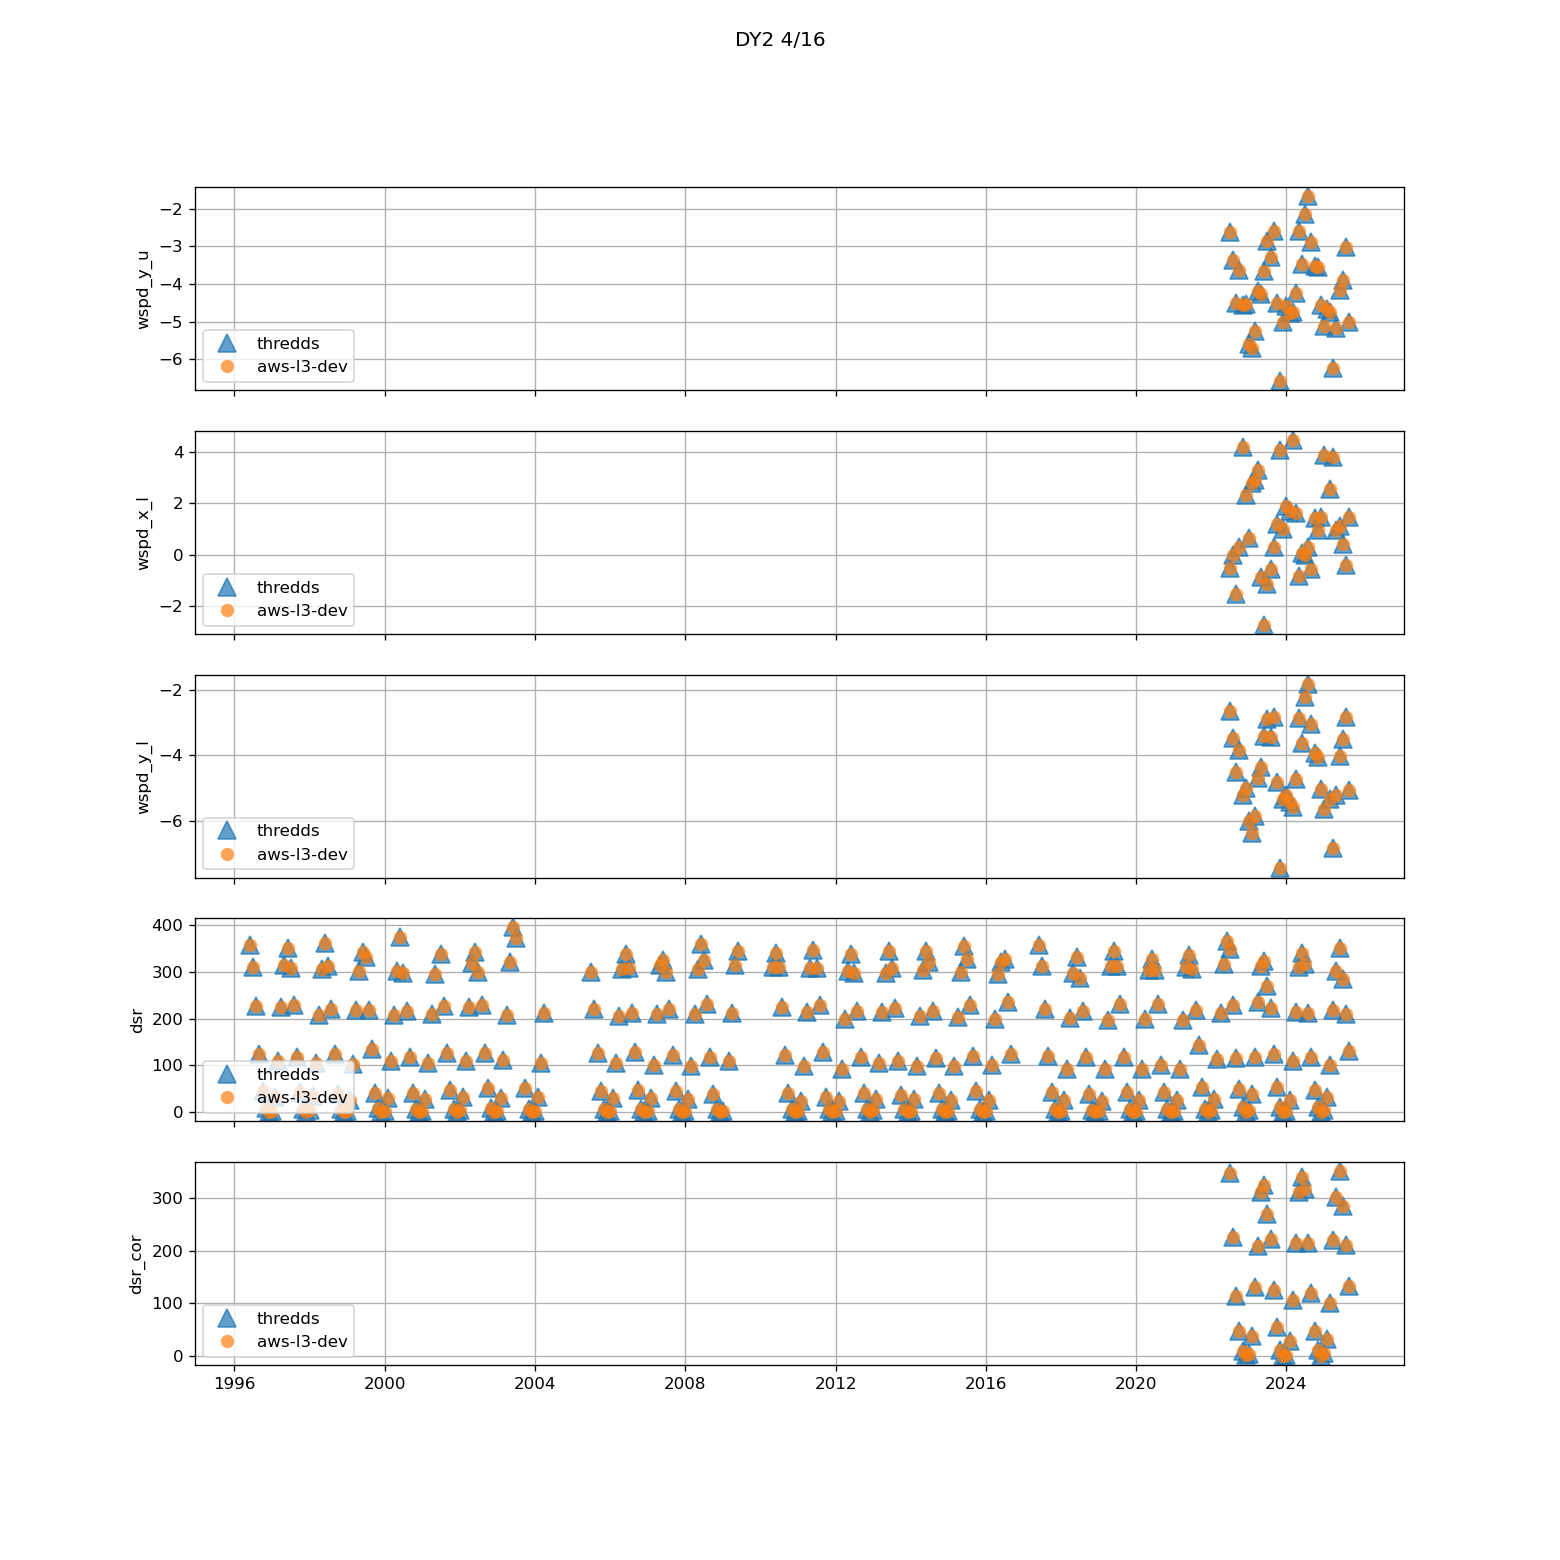 DY2 4/16
wspd_y_u
−2
−3
−4
−5
−6
thredds
aws-l3-dev
wspd_x_l
4
2
0
−2
thredds
aws-l3-dev
wspd_y_l
−2
−4
−6
thredds
aws-l3-dev
dsr
400
300
200
100
0
thredds
aws-l3-dev
dsr_cor
300
200
100
0
thredds
aws-l3-dev
1996 2000 2004 2008 2012 2016 2020 2024